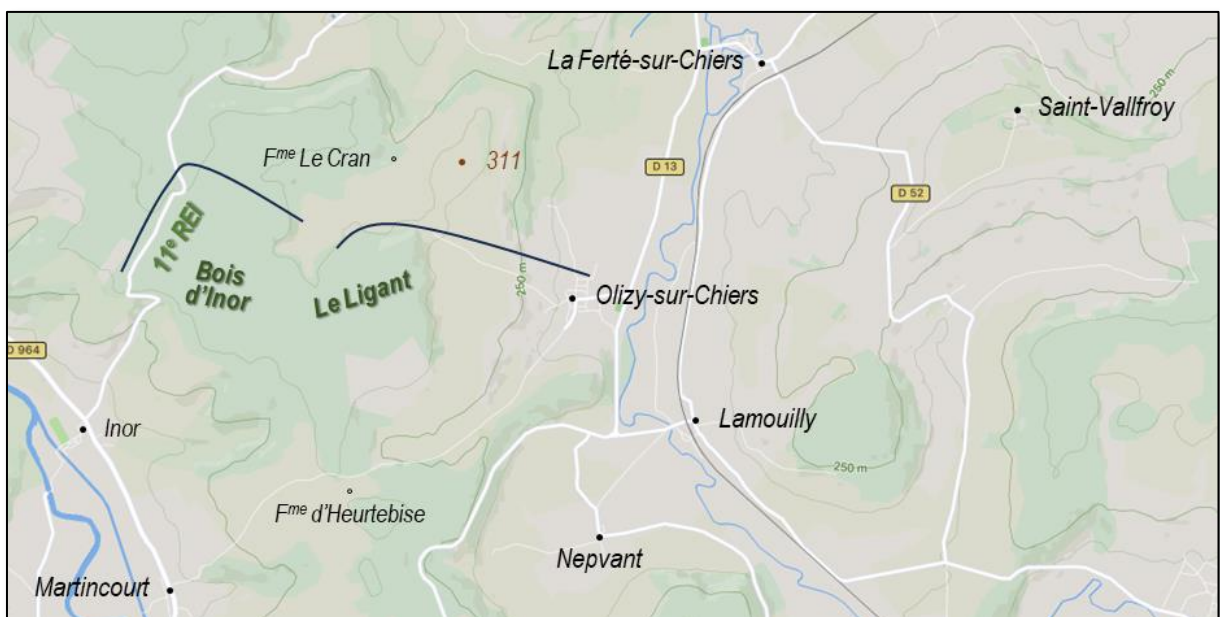 La Ferté-sur-Chiers
Saint-Vallfroy
Fme Le Cran
311
D 13
D 52
250 m
11e REI
Bois
d'Inor
Le Ligant
250 m
Olizy-sur-Chiers
D 964
Inor
Lamouilly
250 m
Fme d'Heurtebise
Nepvant
Martincourt